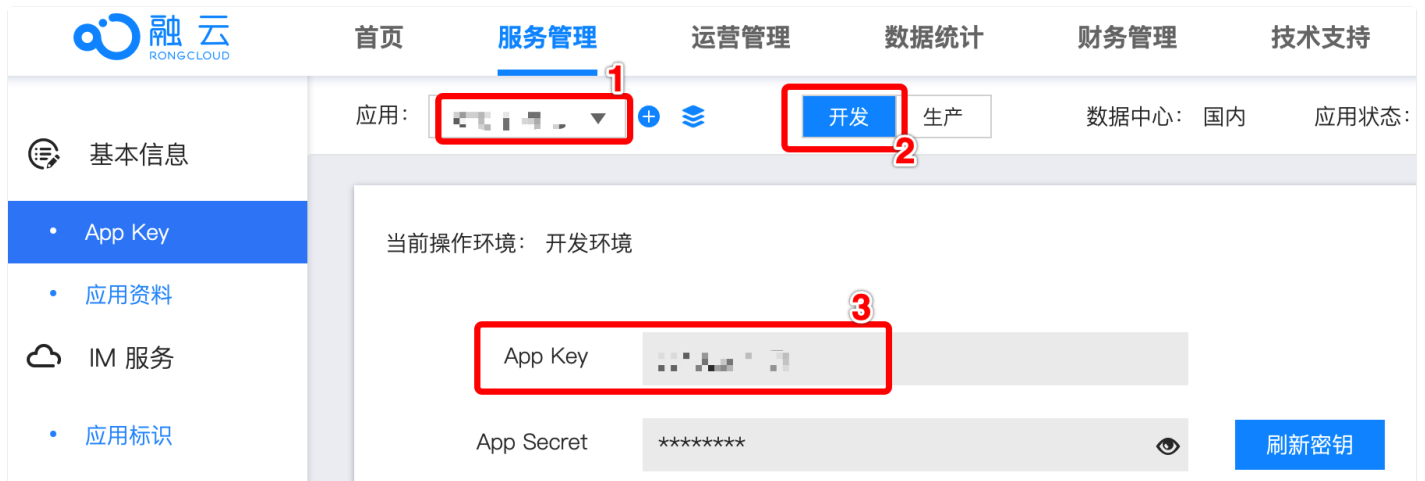 融云
RONGCLOUD
首页 服务管理 运营管理 数据统计 财务管理 技术支持
1
应用: 开发 生产 数据中心: 国内 应用状态:
2
基本信息
App Key
当前操作环境: 开发环境
应用资料
3
App Key
IM 服务
应用标识
App Secret ******** 刷新密钥